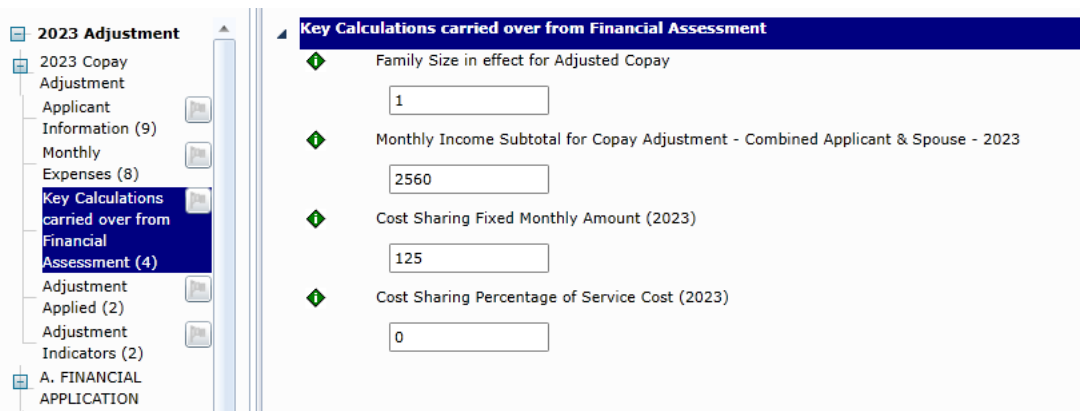 2023 Adjustment
2023 Copay
Adjustment
Applicant
Information (9)
Monthly
Expenses (8)
Key Calculations
carried over from
Financial
Assessment (4)
Adjustment
Applied (2)
Adjustment
Indicators (2)
A. FINANCIAL
APPLICATION
Key Calculations carried over from Financial Assessment
Family Size in effect for Adjusted Copay
1
Monthly Income Subtotal for Copay Adjustment - Combined Applicant & Spouse - 2023
2560
Cost Sharing Fixed Monthly Amount (2023)
125
Cost Sharing Percentage of Service Cost (2023)
0